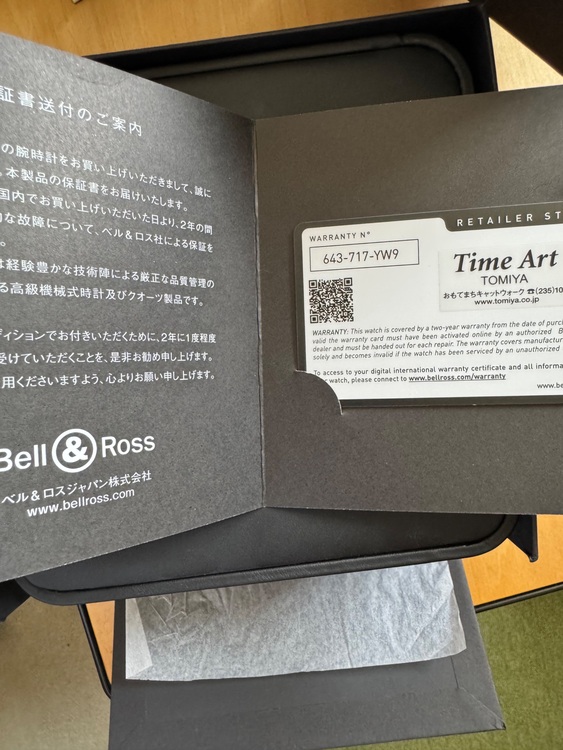 証書送付のご案内
の腕時計をお買い上げいただきまして、誠に
。本製品の保証書をお届けいたします。
国内でお買い上げいただいた日より、2年の間
的な故障について、ベル＆ロス社による保証を
。
は経験豊かな技術陣による厳正な品質管理の
る高級機械式時計及びクオーツ製品です。
ディションでお付きいただくために、2年に1度程度
受けていただくことを、是非お勧め申し上げます。
用くださいますよう、心よりお願い申し上げます。
Bell & Ross
ベル＆ロスジャパン株式会社
www.bellross.com
RETAILER ST
WARRANTY N°
643-717-YW9
Time Art
TOMIYA
おもてまちキャットウォーク ☎(235)10
www.tomiya.co.jp
WARRANTY: This watch is covered by a two-year warranty from the date of purc
valid the warranty card must have been activated online by an authorized B
dealer and must be handed out for each repair. The warranty covers manufactur
solely and becomes invalid if the watch has been serviced by an unauthorized
To access to your digital international warranty certificate and all informa
r watch, please connect to www.bellross.com/warranty
www.be